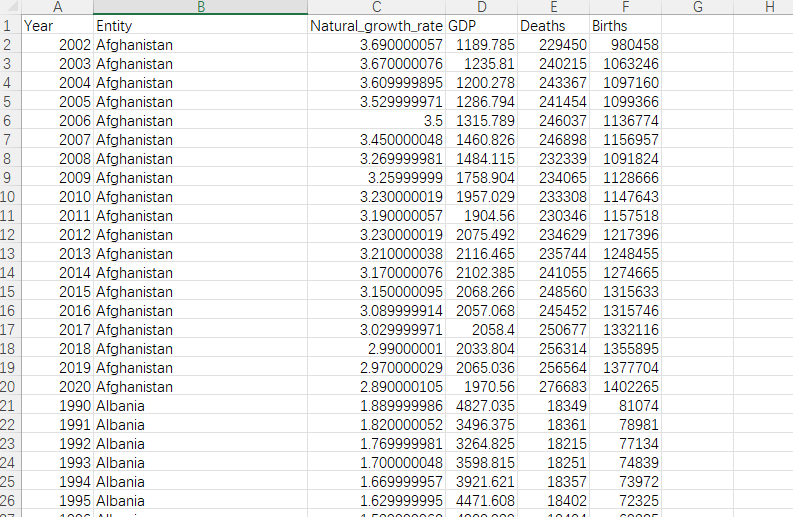 A B C D E F G H
1 Year Entity Natural_growth_rate GDP Deaths Births
2 2002 Afghanistan 3.690000057 1189.785 229450 980458
3 2003 Afghanistan 3.670000076 1235.81 240215 1063246
4 2004 Afghanistan 3.609999895 1200.278 243367 1097160
5 2005 Afghanistan 3.529999971 1286.794 241454 1099366
6 2006 Afghanistan 3.5 1315.789 246037 1136774
7 2007 Afghanistan 3.450000048 1460.826 246898 1156957
8 2008 Afghanistan 3.269999981 1484.115 232339 1091824
9 2009 Afghanistan 3.25999999 1758.904 234065 1128666
10 2010 Afghanistan 3.230000019 1957.029 233308 1147643
11 2011 Afghanistan 3.190000057 1904.56 230346 1157518
12 2012 Afghanistan 3.230000019 2075.492 234629 1217396
13 2013 Afghanistan 3.210000038 2116.465 235744 1248455
14 2014 Afghanistan 3.170000076 2102.385 241055 1274665
15 2015 Afghanistan 3.150000095 2068.266 248560 1315633
16 2016 Afghanistan 3.089999914 2057.068 245452 1315746
17 2017 Afghanistan 3.029999971 2058.4 250677 1332116
18 2018 Afghanistan 2.99000001 2033.804 256314 1355895
19 2019 Afghanistan 2.970000029 2065.036 256564 1377704
20 2020 Afghanistan 2.890000105 1970.56 276683 1402265
21 1990 Albania 1.889999986 4827.035 18349 81074
22 1991 Albania 1.820000052 3496.375 18361 78981
23 1992 Albania 1.769999981 3264.825 18215 77134
24 1993 Albania 1.700000048 3598.815 18251 74839
25 1994 Albania 1.669999957 3921.621 18357 73972
26 1995 Albania 1.629999995 4471.608 18402 72325